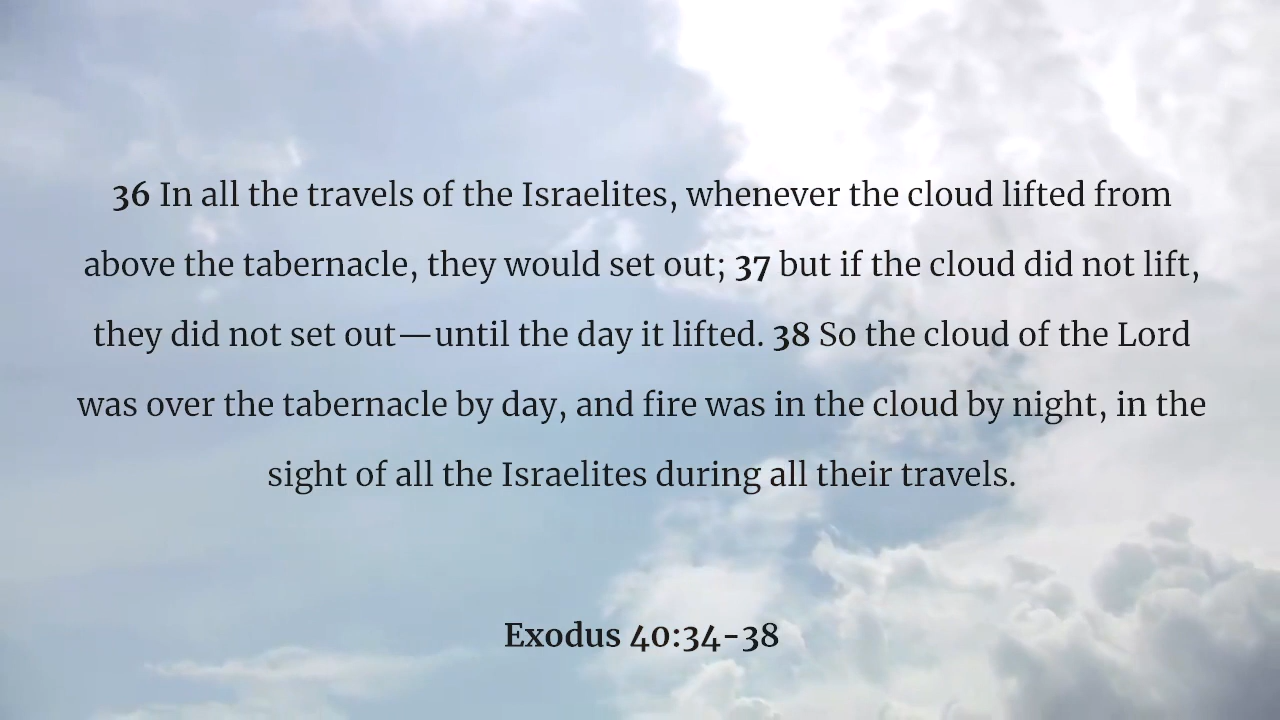 36 In all the travels of the Israelites, whenever the cloud lifted from
above the tabernacle, they would set out; 37 but if the cloud did not lift,
they did not set out—until the day it lifted. 38 So the cloud of the Lord
was over the tabernacle by day, and fire was in the cloud by night, in the
sight of all the Israelites during all their travels.
Exodus 40:34-38